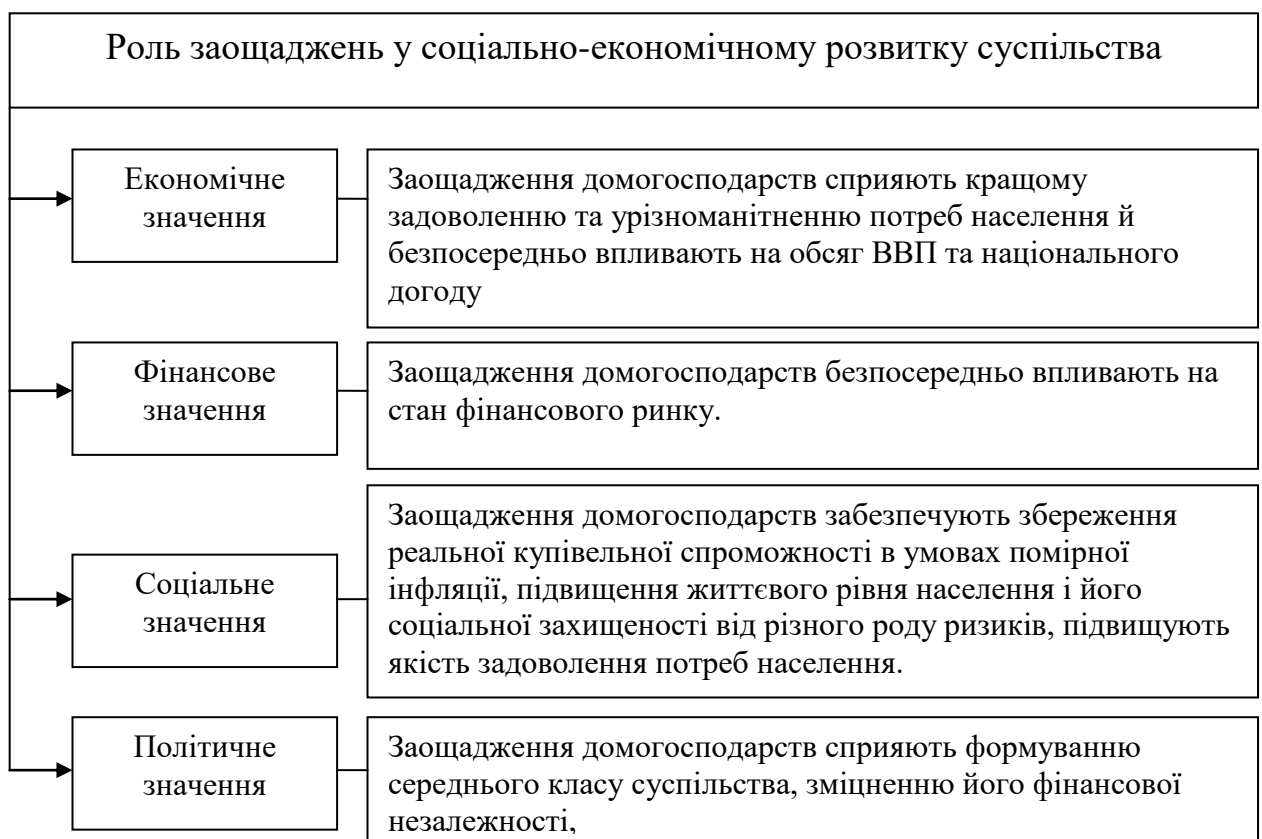 Роль заощаджень у соціально-економічному розвитку суспільства
Економічне
значення
Заощадження домогосподарств сприяють кращому
задоволенню та урізноманітненню потреб населення й
безпосередньо впливають на обсяг ВВП та національного
догоду
Фінансове
значення
Заощадження домогосподарств безпосередньо впливають на
стан фінансового ринку.
Соціальне
значення
Заощадження домогосподарств забезпечують збереження
реальної купівельної спроможності в умовах помірної
інфляції, підвищення життєвого рівня населення і його
соціальної захищеності від різного роду ризиків, підвищують
якість задоволення потреб населення.
Політичне
значення
Заощадження домогосподарств сприяють формуванню
середнього класу суспільства, зміцненню його фінансової
незалежності,